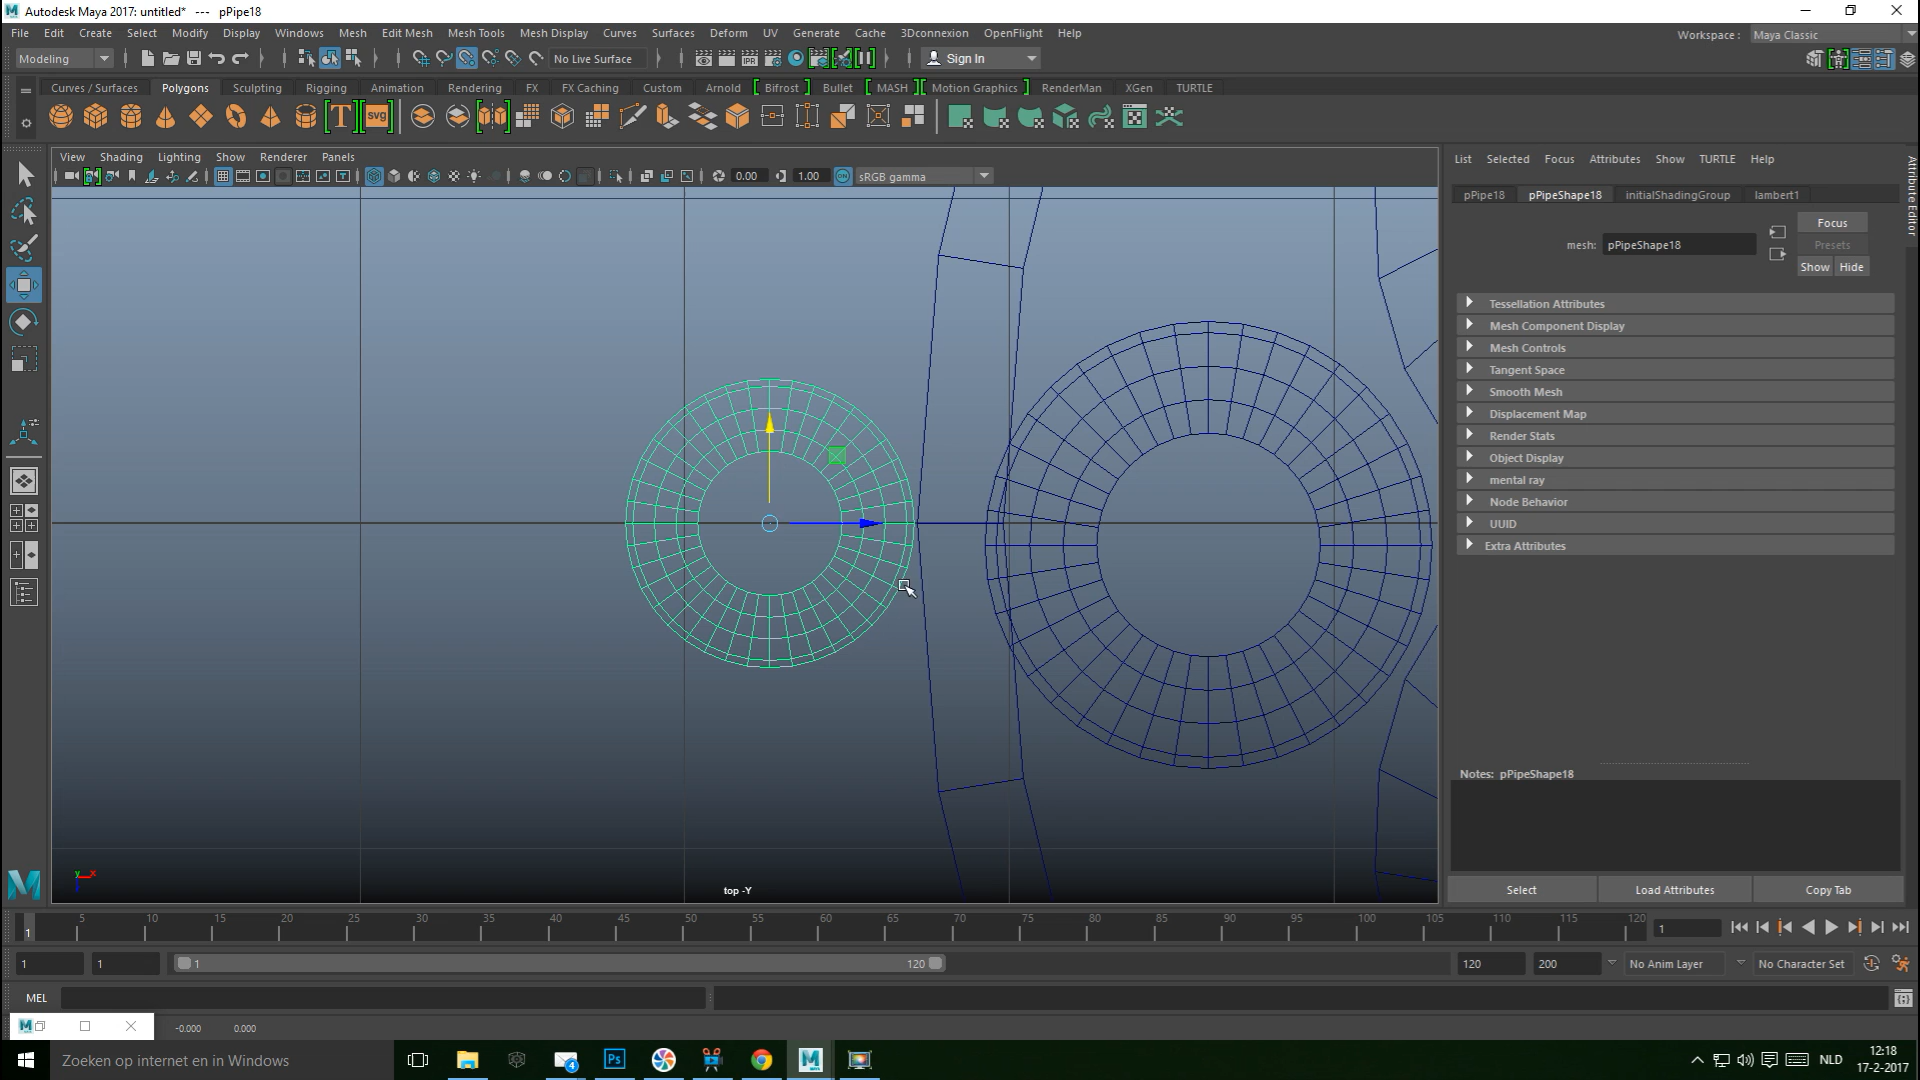 Autodesk Maya 2017: untitled*   ---   pPipe18
File Edit Create Select Modify Display Windows Mesh Edit Mesh Mesh Tools Mesh Display Curves Surfaces Deform UV Generate Cache 3Dconnexion OpenFlight Help
Workspace : Maya Classic
Modeling No Live Surface IPR Sign In
Curves / Surfaces Polygons Sculpting Rigging Animation Rendering FX FX Caching Custom Arnold Bifrost Bullet MASH Motion Graphics RenderMan XGen TURTLE
T svg
View Shading Lighting Show Renderer Panels
0.00 1.00 ON sRGB gamma
List Selected Focus Attributes Show TURTLE Help
Attribute Editor
pPipe18 pPipeShape18 initialShadingGroup lambert1
Focus
mesh: pPipeShape18
Presets
Show Hide
Tessellation Attributes
Mesh Component Display
Mesh Controls
Tangent Space
Smooth Mesh
Displacement Map
Render Stats
Object Display
mental ray
Node Behavior
UUID
Extra Attributes
Notes: pPipeShape18
y x
top -Y
Select Load Attributes Copy Tab
5 10 15 20 25 30 35 40 45 50 55 60 65 70 75 80 85 90 95 100 105 110 115 120
1 1
1 1 1 120 120 200 No Anim Layer No Character Set
MEL
M -0.000 0.000
Zoeken op internet en in Windows 4 Ps M NLD
12:18
17-2-2017